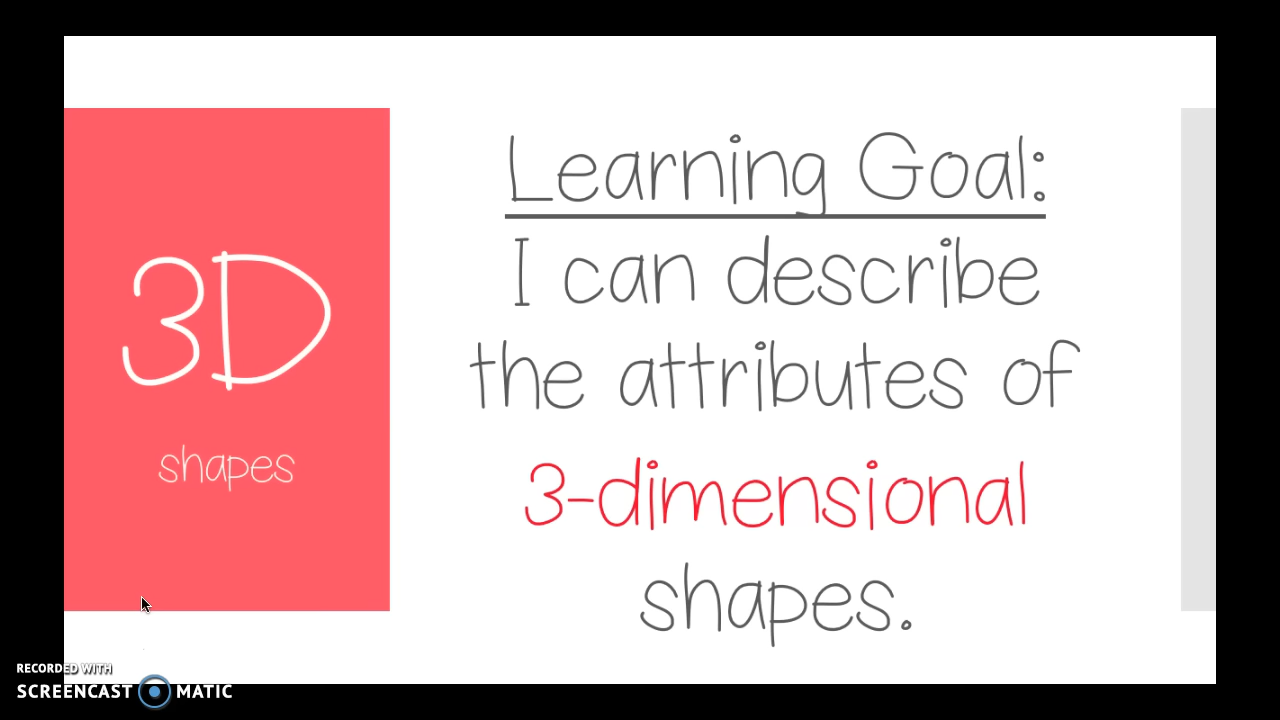 3D
shapes
Learning Goal:
I can describe
the attributes of
3-dimensional
shapes.
RECORDED WITH
SCREENCAST MATIC